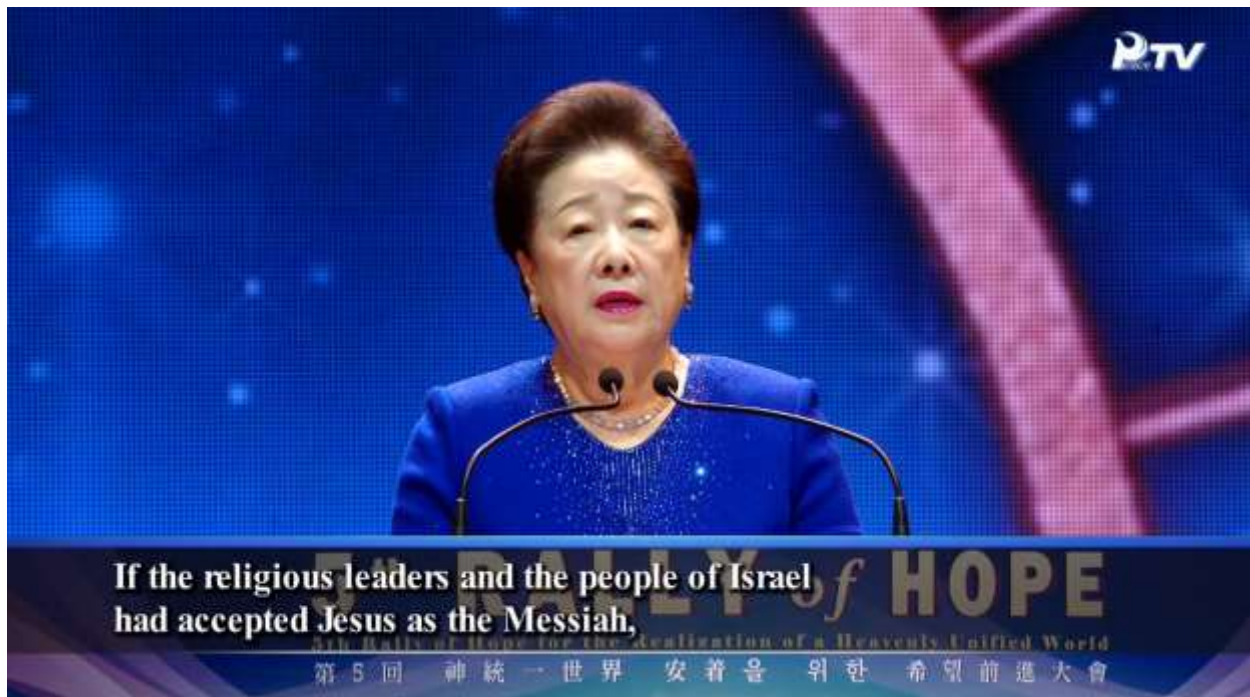 PTV
If the religious leaders and the people of Israel
had accepted Jesus as the Messiah,
5th RALLY of HOPE
5th Rally of Hope for the Realization of a Heavenly Unified World
第5回 神統一世界 安着을 위한 希望前進大會